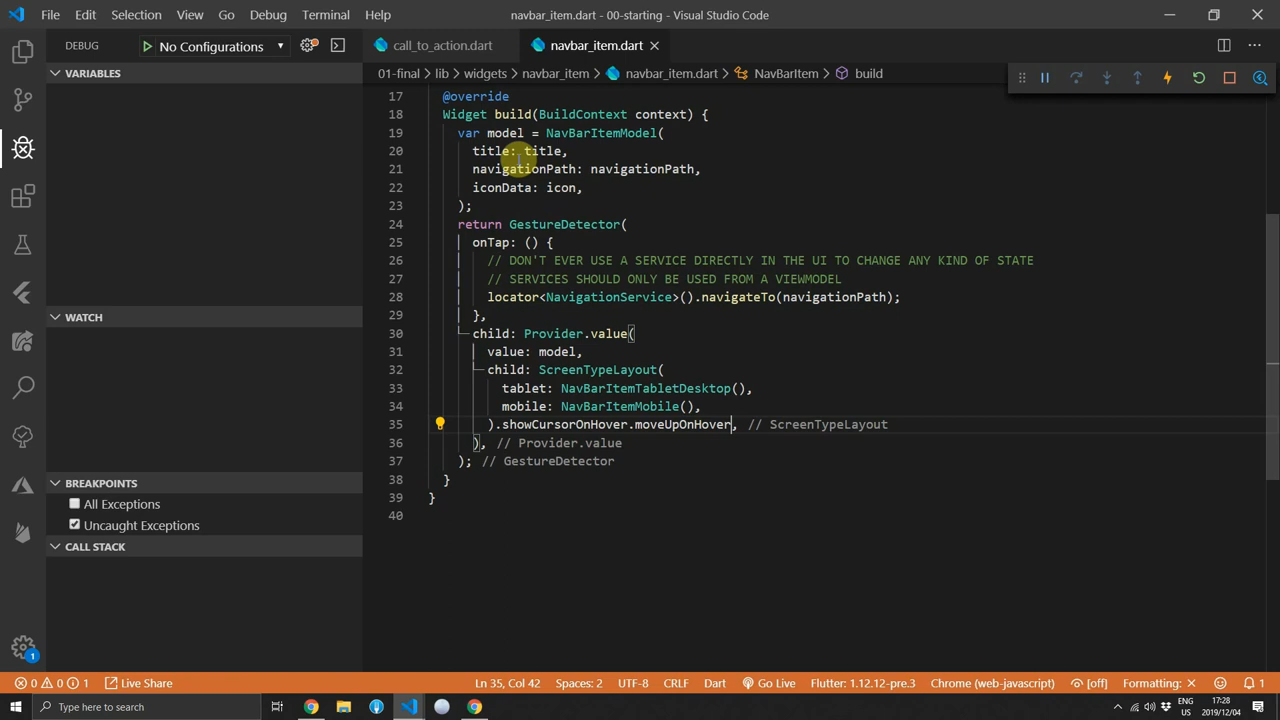 File Edit Selection View Go Debug Terminal Help navbar_item.dart - 00-starting - Visual Studio Code
DEBUG No Configurations call_to_action.dart navbar_item.dart
VARIABLES
01-final lib widgets navbar_item navbar_item.dart NavBarItem build
17 @override
18 Widget build(BuildContext context) {
19 var model = NavBarItemModel(
20 title: title,
21 navigationPath: navigationPath,
22 iconData: icon,
23 );
24 return GestureDetector(
25 onTap: () {
26 // DON'T EVER USE A SERVICE DIRECTLY IN THE UI TO CHANGE ANY KIND OF STATE
27 // SERVICES SHOULD ONLY BE USED FROM A VIEWMODEL
28 locator<NavigationService>().navigateTo(navigationPath);
29 },
30 child: Provider.value(
31 value: model,
32 child: ScreenTypeLayout(
33 tablet: NavBarItemTabletDesktop(),
34 mobile: NavBarItemMobile(),
35 ).showCursorOnHover.moveUpOnHover, // ScreenTypeLayout
36 ), // Provider.value
37 ); // GestureDetector
38 }
39 }
40
WATCH
BREAKPOINTS
All Exceptions
Uncaught Exceptions
CALL STACK
1
0 0 1 Live Share Ln 35, Col 42 Spaces: 2 UTF-8 CRLF Dart Go Live Flutter: 1.12.12-pre.3 Chrome (web-javascript) [off] Formatting: 1
Type here to search ENG US 17:28 2019/12/04